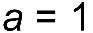 a = 1